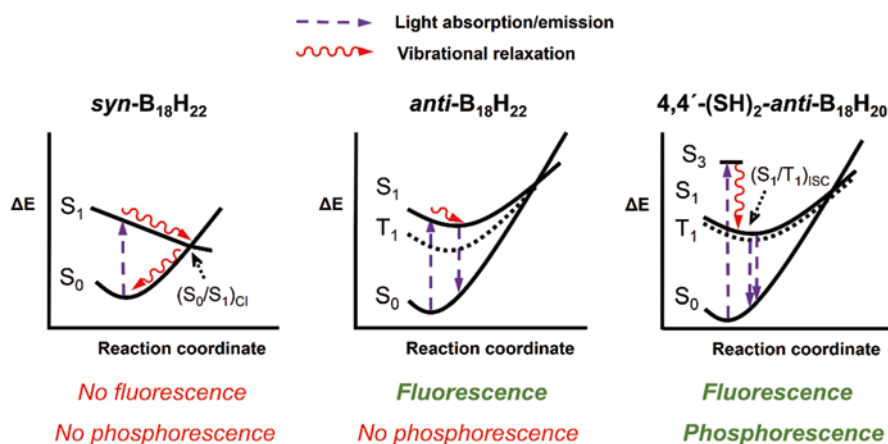 Light absorption/emission
Vibrational relaxation
syn-B₁₈H₂₂
ΔE
S₁
S₀
(S₀/S₁)CI
Reaction coordinate
No fluorescence
No phosphorescence
anti-B₁₈H₂₂
ΔE
S₁
T₁
S₀
Reaction coordinate
Fluorescence
No phosphorescence
4,4´-(SH)₂-anti-B₁₈H₂₀
ΔE
S₃
(S₁/T₁)ISC
S₁
T₁
S₀
Reaction coordinate
Fluorescence
Phosphorescence